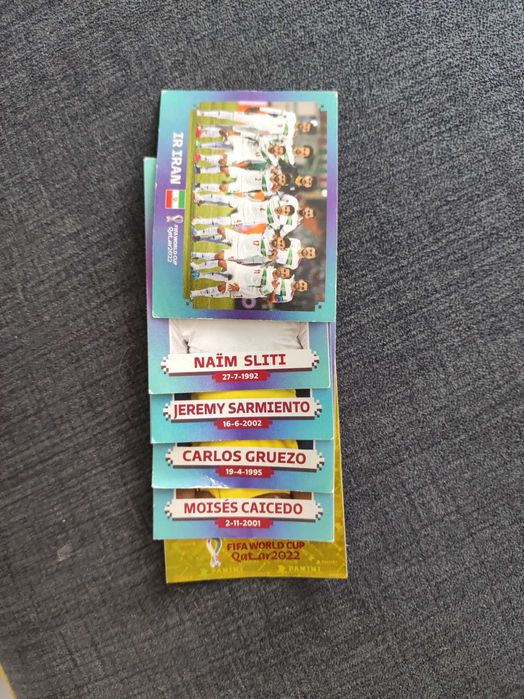 IR IRAN
FIFA WORLD CUP
Qatar2022
NAÏM SLITI
27-7-1992
JEREMY SARMIENTO
16-6-2002
CARLOS GRUEZO
19-4-1995
MOISÉS CAICEDO
2-11-2001
FIFA WORLD CUP
Qatar2022
PANINI PANINI